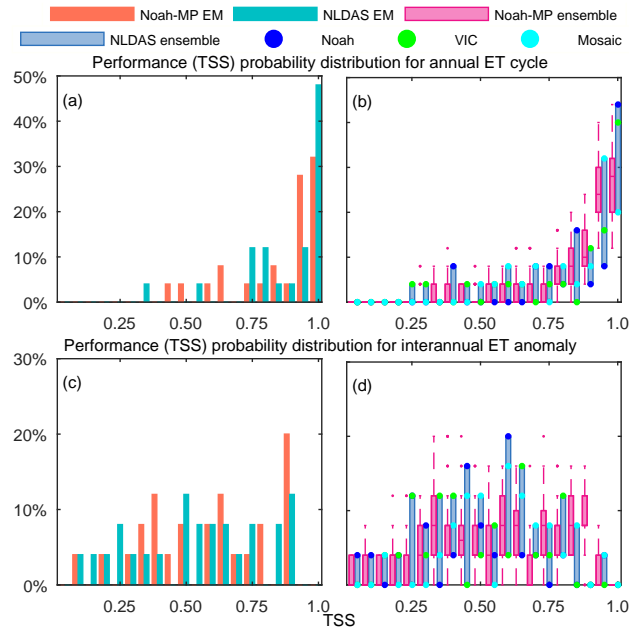 Noah-MP EM NLDAS EM Noah-MP ensemble
NLDAS ensemble Noah VIC Mosaic
Performance (TSS) probability distribution for annual ET cycle
50%
40%
30%
20%
10%
0%
(a)
(b)
0.25 0.50 0.75 1.0
0.25 0.50 0.75 1.0
Performance (TSS) probability distribution for interannual ET anomaly
30%
20%
10%
0%
(c)
(d)
0.25 0.50 0.75 1.0
0.25 0.50 0.75 1.0
TSS